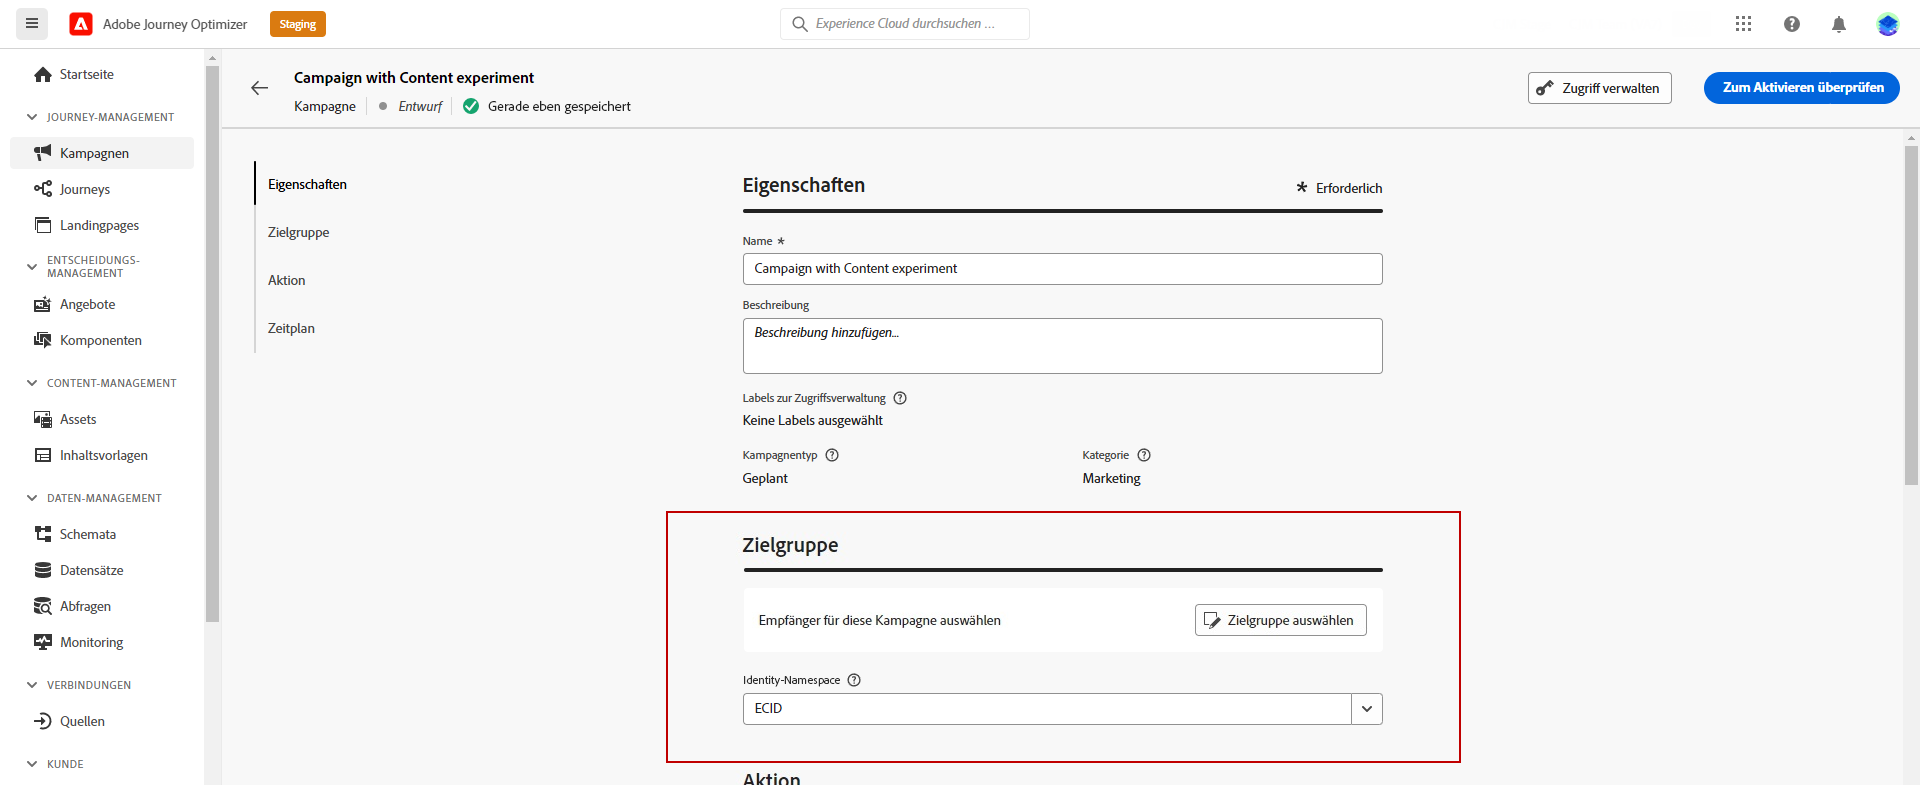 Adobe Journey Optimizer
Staging
Experience Cloud durchsuchen ...
Startseite
JOURNEY-MANAGEMENT
Kampagnen
Journeys
Landingpages
ENTSCHEIDUNGS-
MANAGEMENT
Angebote
Komponenten
CONTENT-MANAGEMENT
Assets
Inhaltsvorlagen
DATEN-MANAGEMENT
Schemata
Datensätze
Abfragen
Monitoring
VERBINDUNGEN
Quellen
KUNDE
Campaign with Content experiment
Kampagne
Entwurf
Gerade eben gespeichert
Zugriff verwalten
Zum Aktivieren überprüfen
Eigenschaften
Zielgruppe
Aktion
Zeitplan
Eigenschaften
* Erforderlich
Name *
Campaign with Content experiment
Beschreibung
Beschreibung hinzufügen...
Labels zur Zugriffsverwaltung
Keine Labels ausgewählt
Kampagnentyp
Geplant
Kategorie
Marketing
Zielgruppe
Empfänger für diese Kampagne auswählen
Zielgruppe auswählen
Identity-Namespace
ECID
Aktion